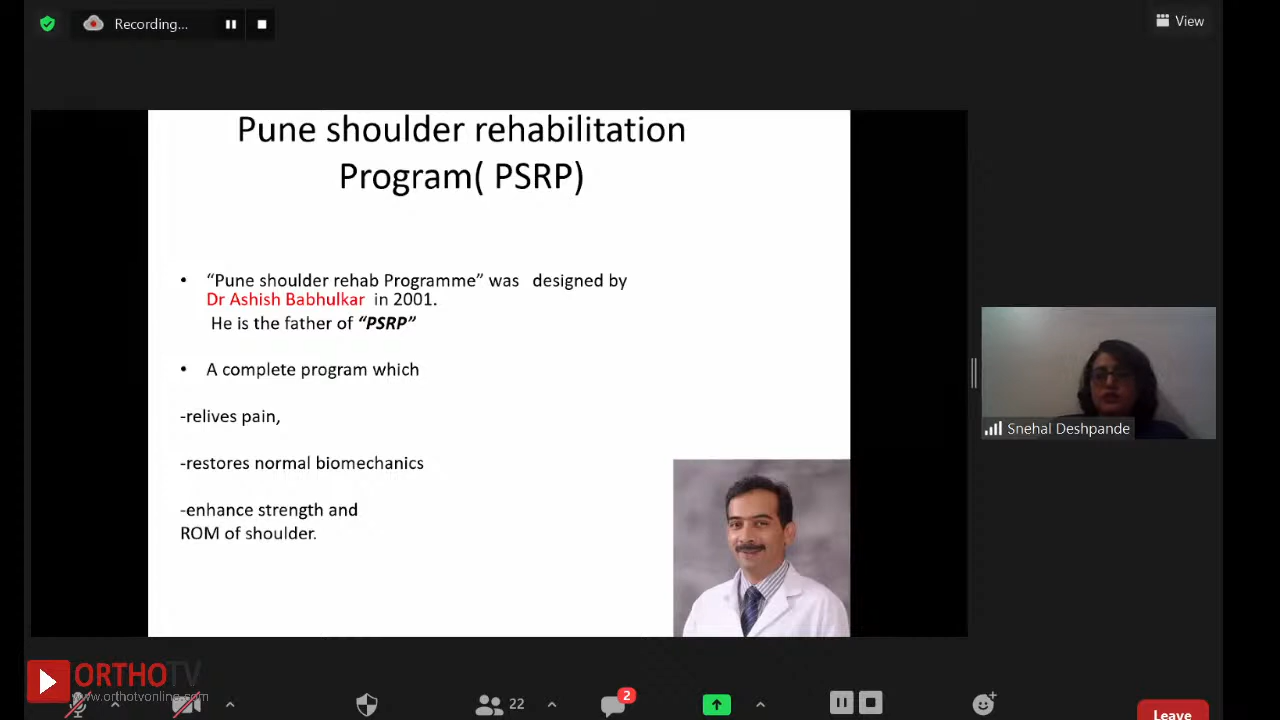 Recording...
View
Pune shoulder rehabilitation
Program( PSRP)
• “Pune shoulder rehab Programme” was designed by
Dr Ashish Babhulkar in 2001.
He is the father of “PSRP”
• A complete program which
-relives pain,
-restores normal biomechanics
-enhance strength and
ROM of shoulder.
Snehal Deshpande
ORTHOTV
www.orthotvonline.com
22
2
Leave